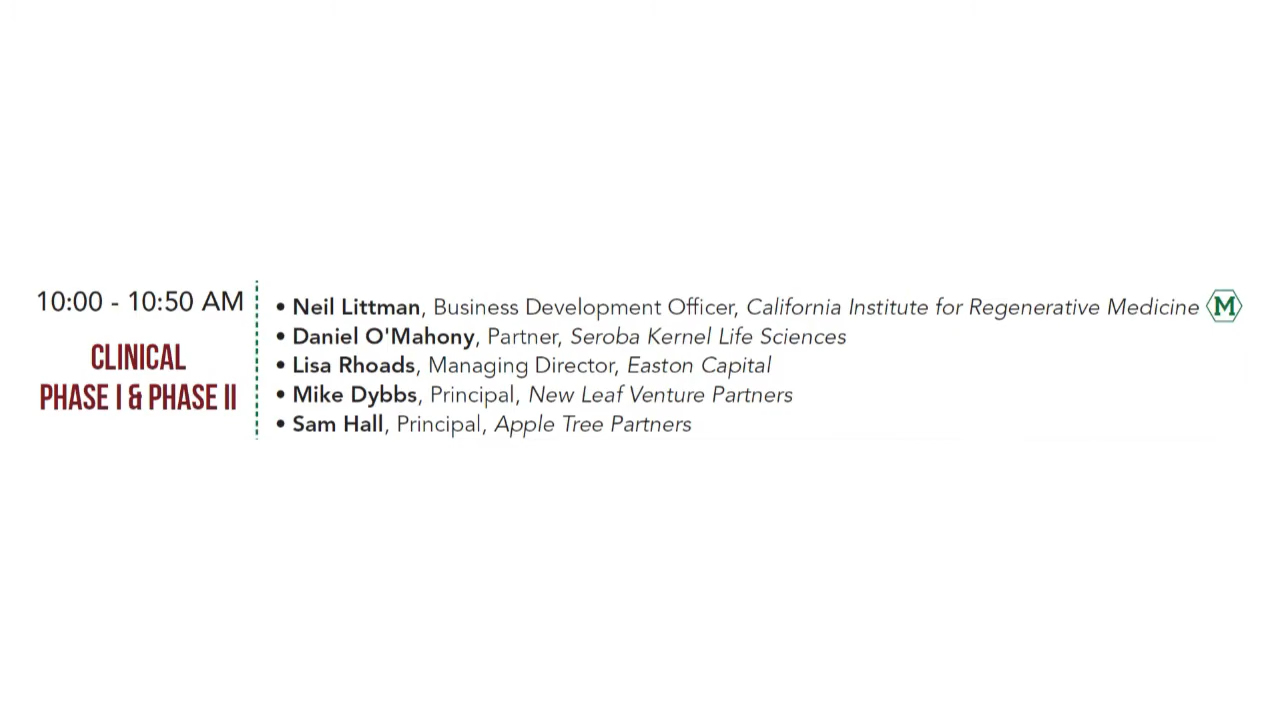 10:00 - 10:50 AM
CLINICAL
PHASE I & PHASE II
• Neil Littman, Business Development Officer, California Institute for Regenerative Medicine M
• Daniel O'Mahony, Partner, Seroba Kernel Life Sciences
• Lisa Rhoads, Managing Director, Easton Capital
• Mike Dybbs, Principal, New Leaf Venture Partners
• Sam Hall, Principal, Apple Tree Partners